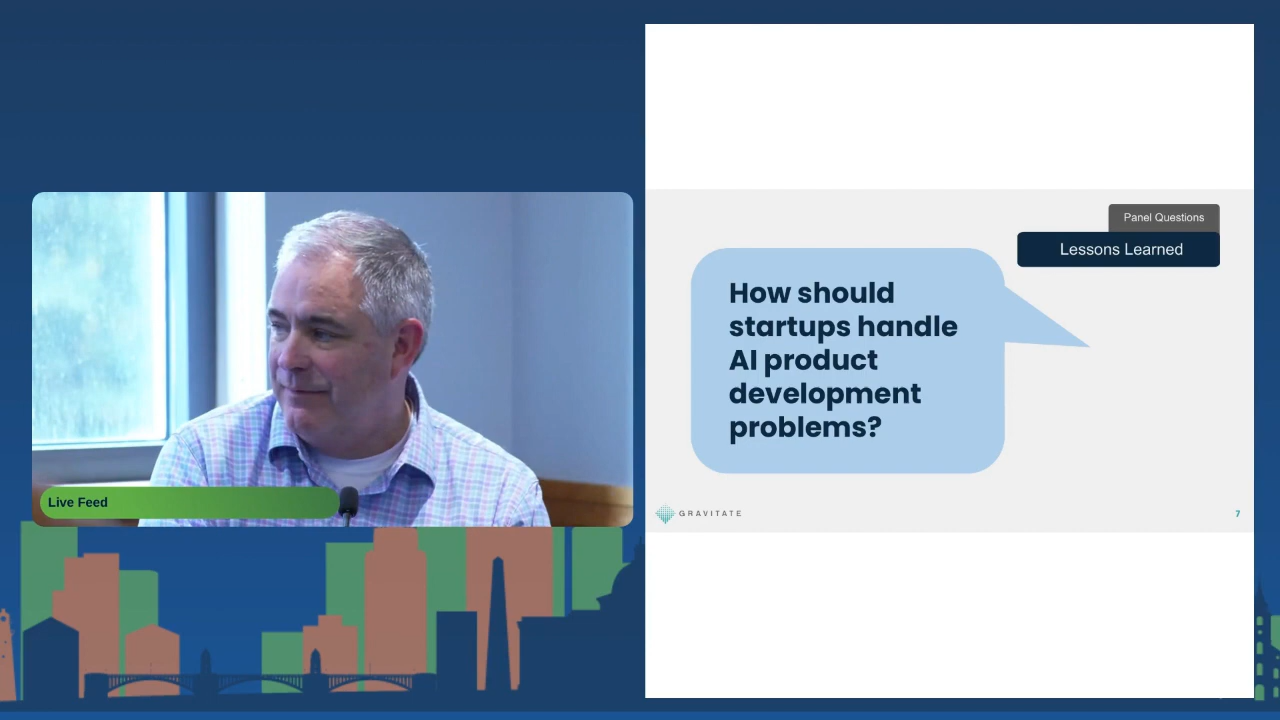 Live Feed
Panel Questions
Lessons Learned
How should
startups handle
AI product
development
problems?
GRAVITATE
7